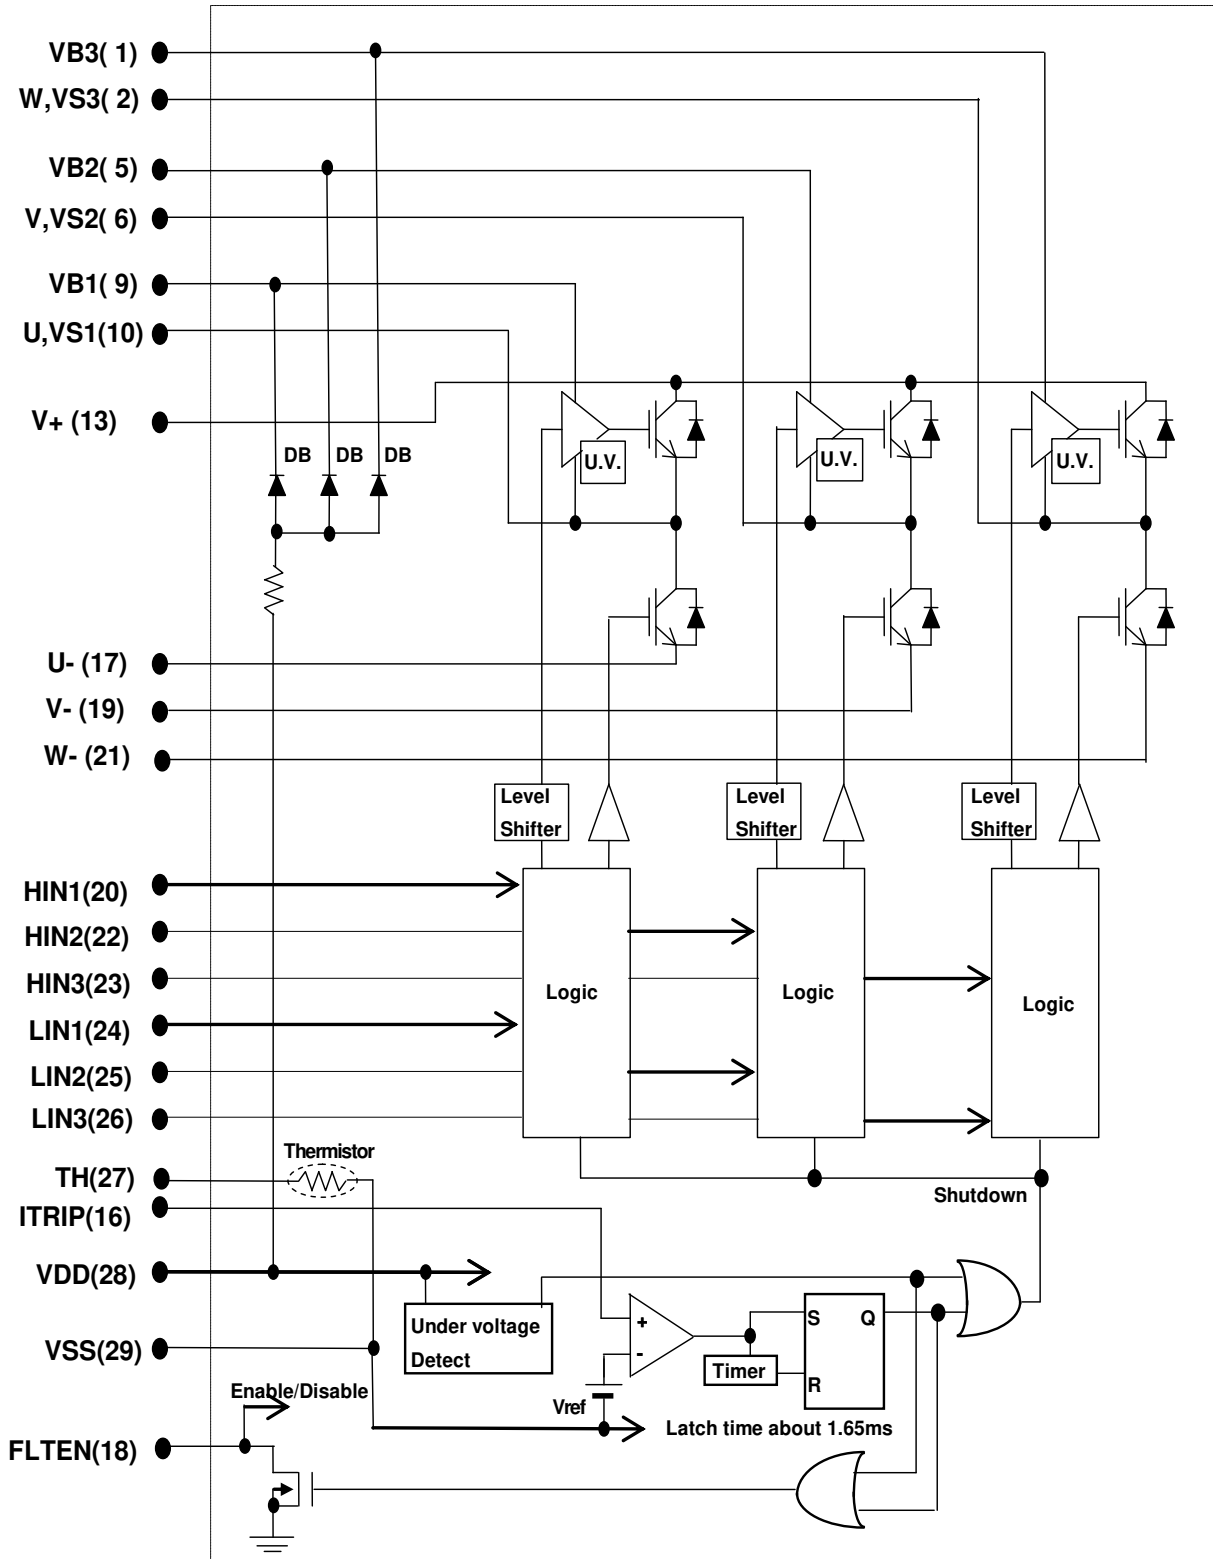 VB3( 1)
W,VS3( 2)
VB2( 5)
V,VS2( 6)
VB1( 9)
U,VS1(10)
V+ (13)
DB
DB
DB
U.V.
U.V.
U.V.
U- (17)
V- (19)
W- (21)
Level
Shifter
Level
Shifter
Level
Shifter
HIN1(20)
HIN2(22)
HIN3(23)
LIN1(24)
LIN2(25)
LIN3(26)
Logic
Logic
Logic
Thermistor
TH(27)
ITRIP(16)
Shutdown
VDD(28)
Under voltage
Detect
+
-
S
Q
R
Timer
VSS(29)
Vref
Enable/Disable
Latch time about 1.65ms
FLTEN(18)